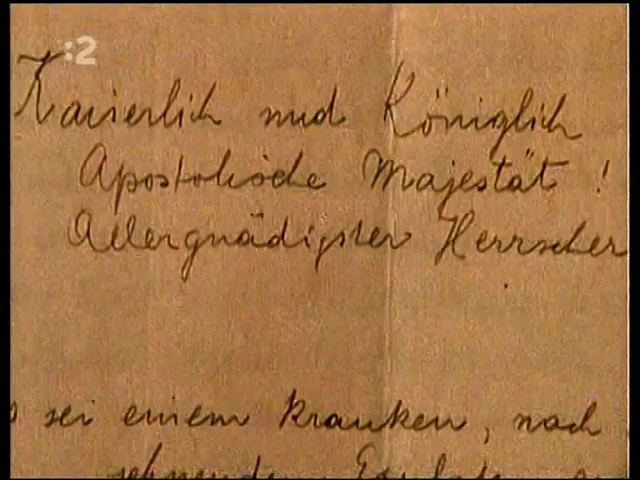 :2
Kaiserlich und Königlich
Apostolische Majestät !
Allergnädigster Herrscher
sei einem Kranken, nach